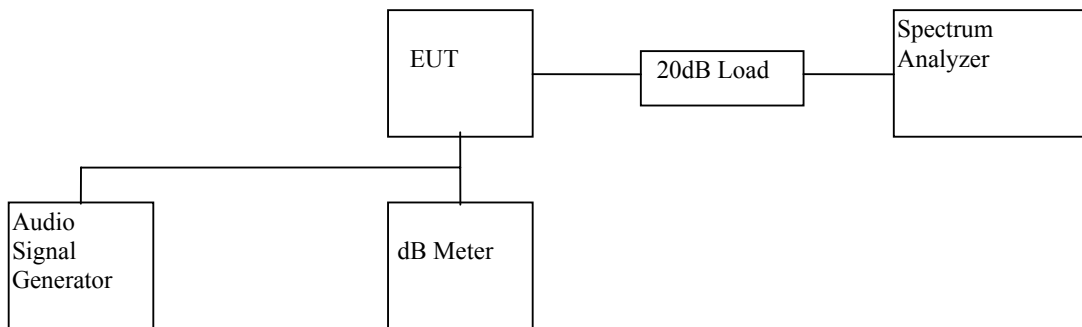 EUT
20dB Load
Spectrum
Analyzer
Audio
Signal
Generator
dB Meter